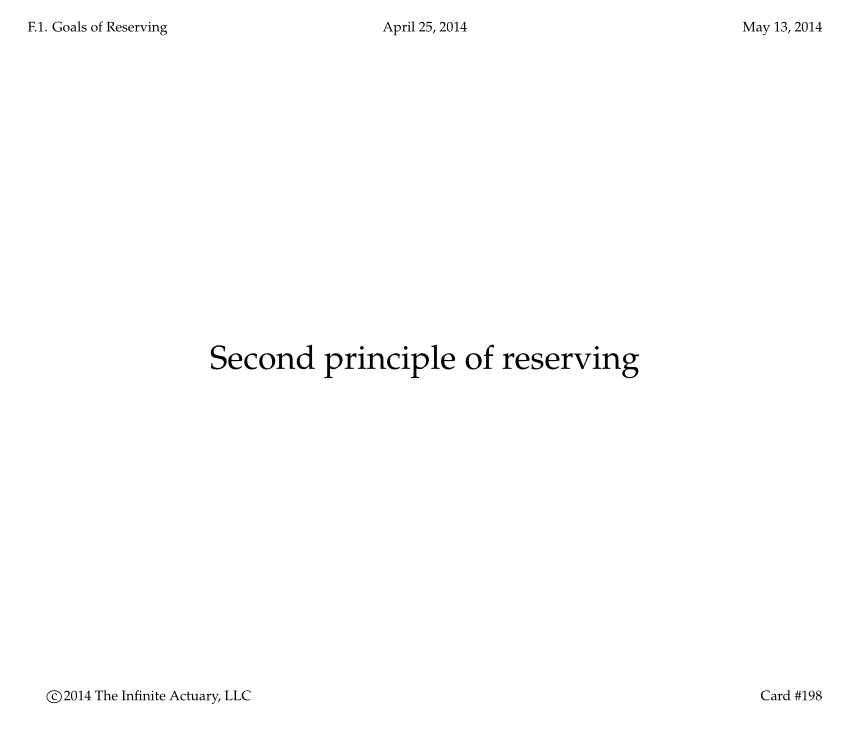 F.1. Goals of Reserving April 25, 2014 May 13, 2014
Second principle of reserving
©2014 The Infinite Actuary, LLC Card #198